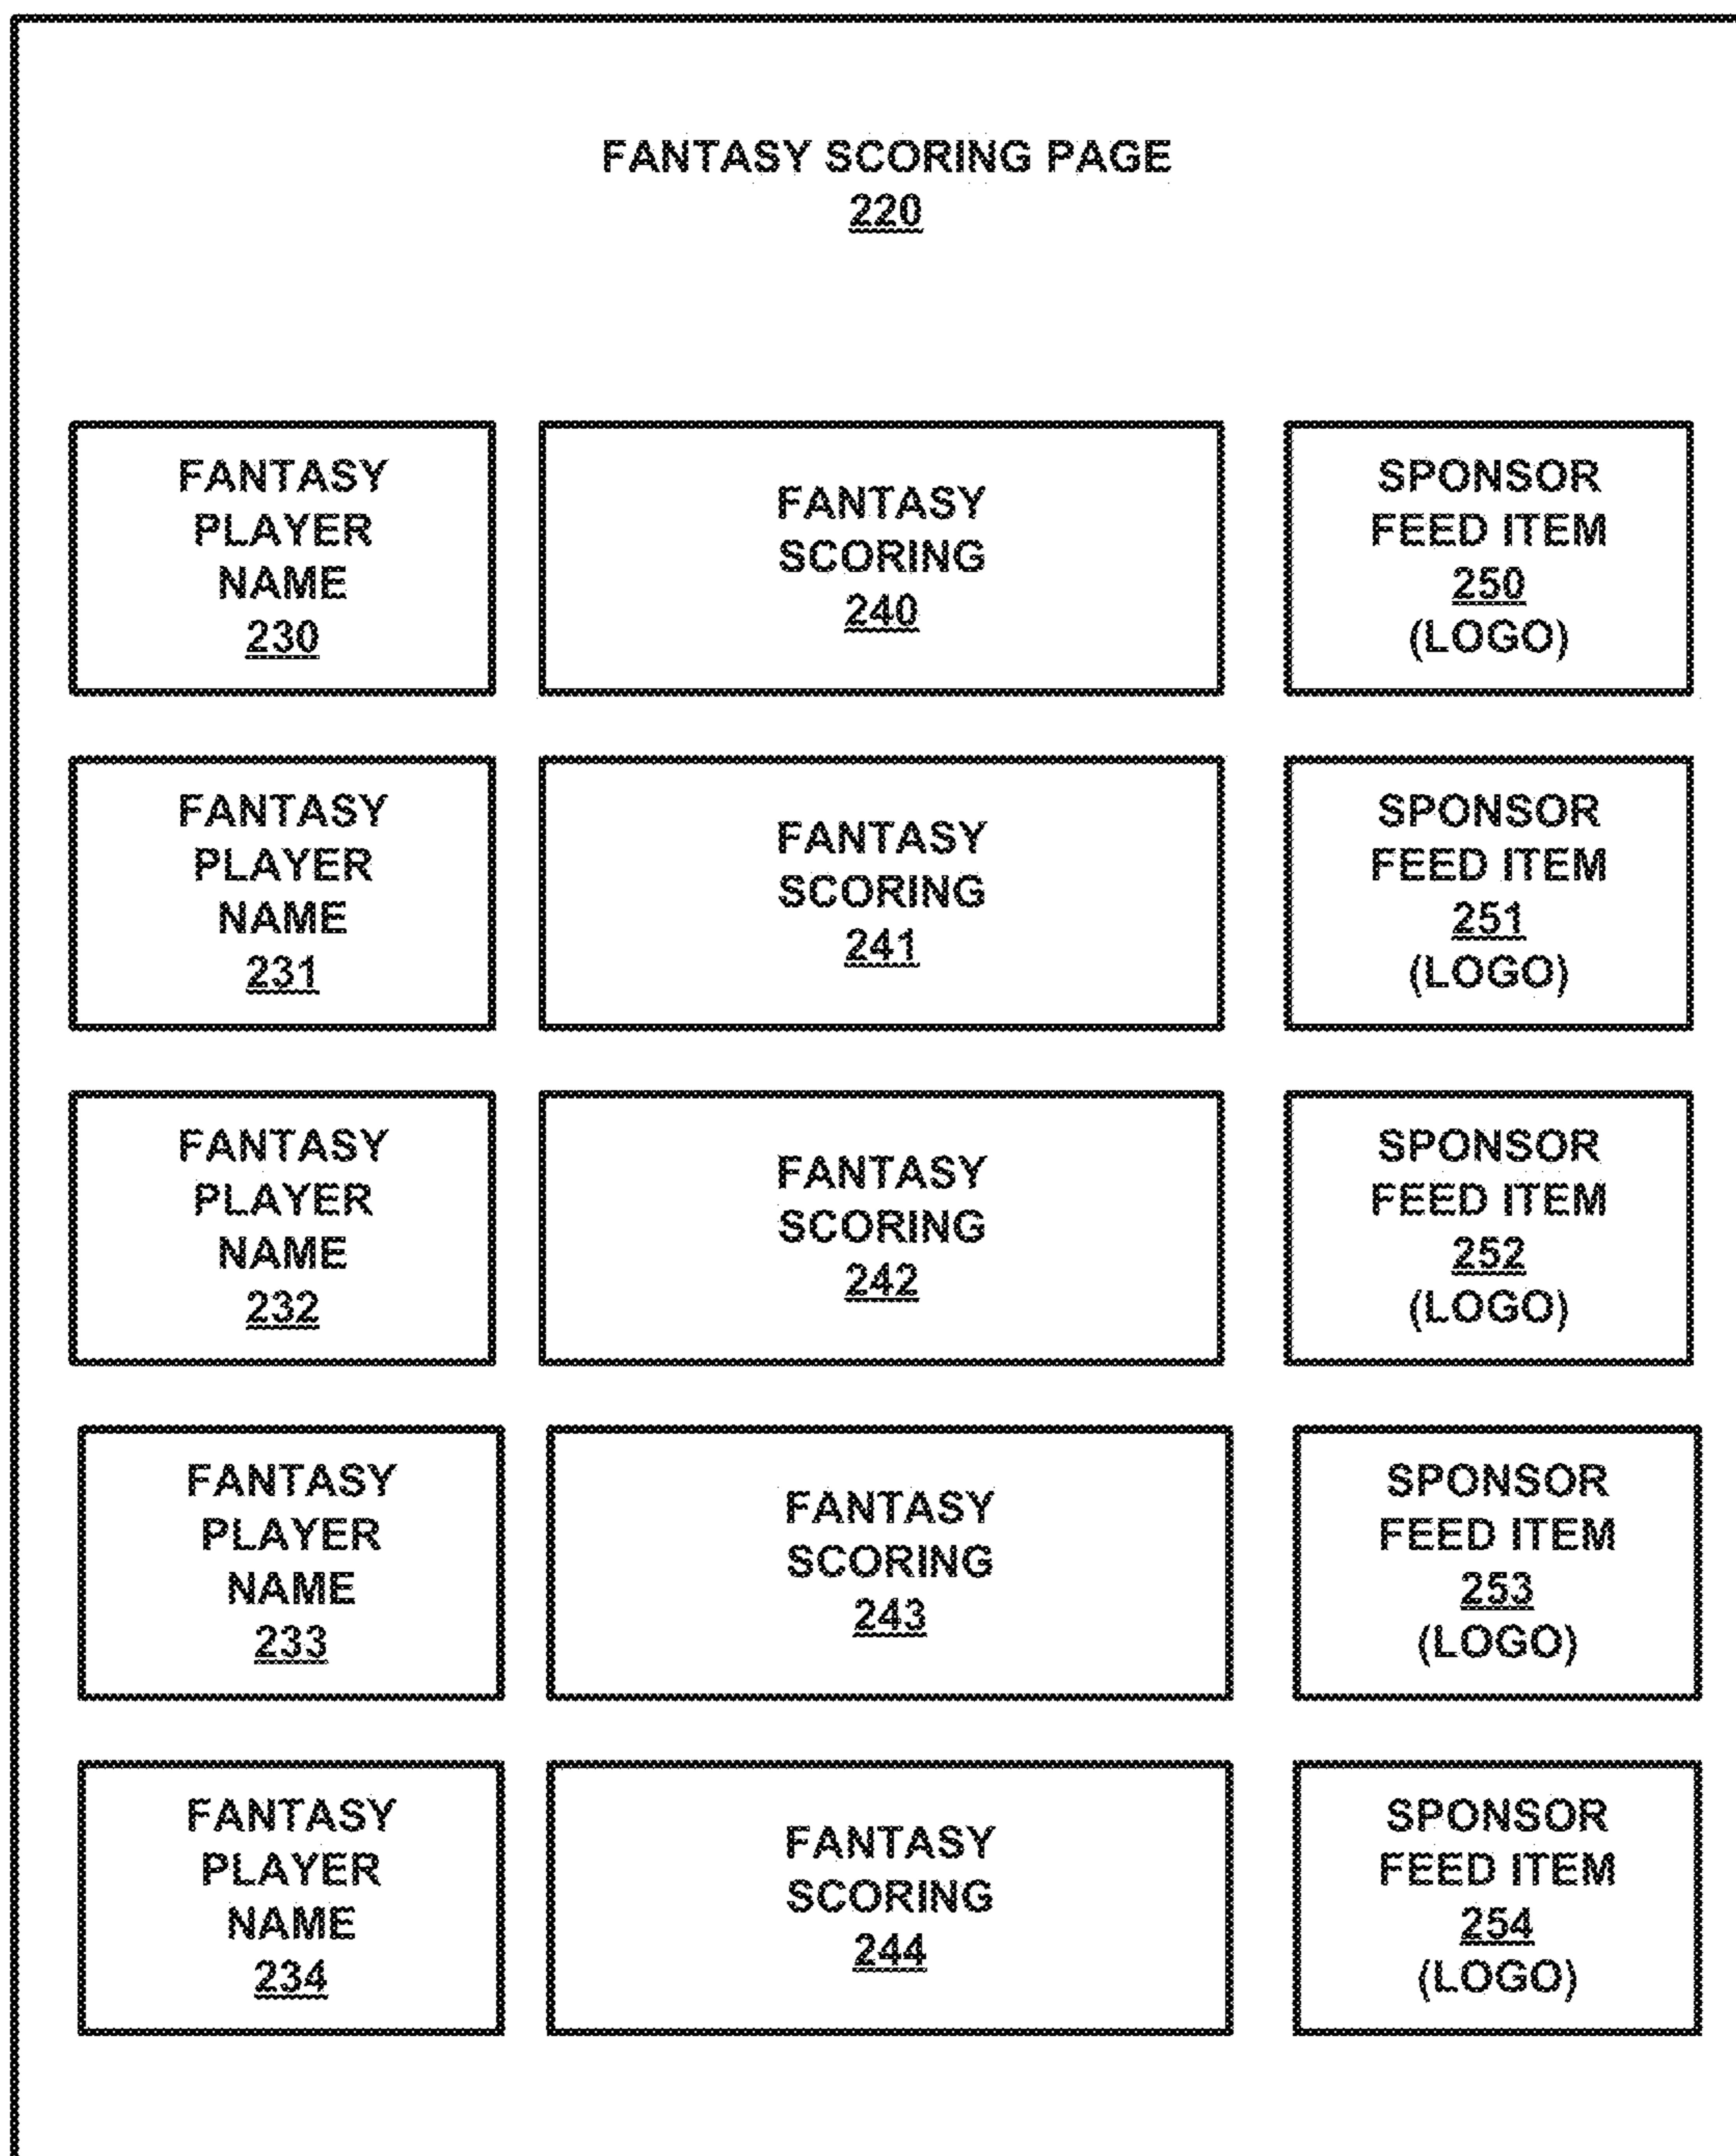 FANTASY SCORING PAGE
220
FANTASY
PLAYER
NAME
230
FANTASY
SCORING
240
SPONSOR
FEED ITEM
250
(LOGO)
FANTASY
PLAYER
NAME
231
FANTASY
SCORING
241
SPONSOR
FEED ITEM
251
(LOGO)
FANTASY
PLAYER
NAME
232
FANTASY
SCORING
242
SPONSOR
FEED ITEM
252
(LOGO)
FANTASY
PLAYER
NAME
233
FANTASY
SCORING
243
SPONSOR
FEED ITEM
253
(LOGO)
FANTASY
PLAYER
NAME
234
FANTASY
SCORING
244
SPONSOR
FEED ITEM
254
(LOGO)